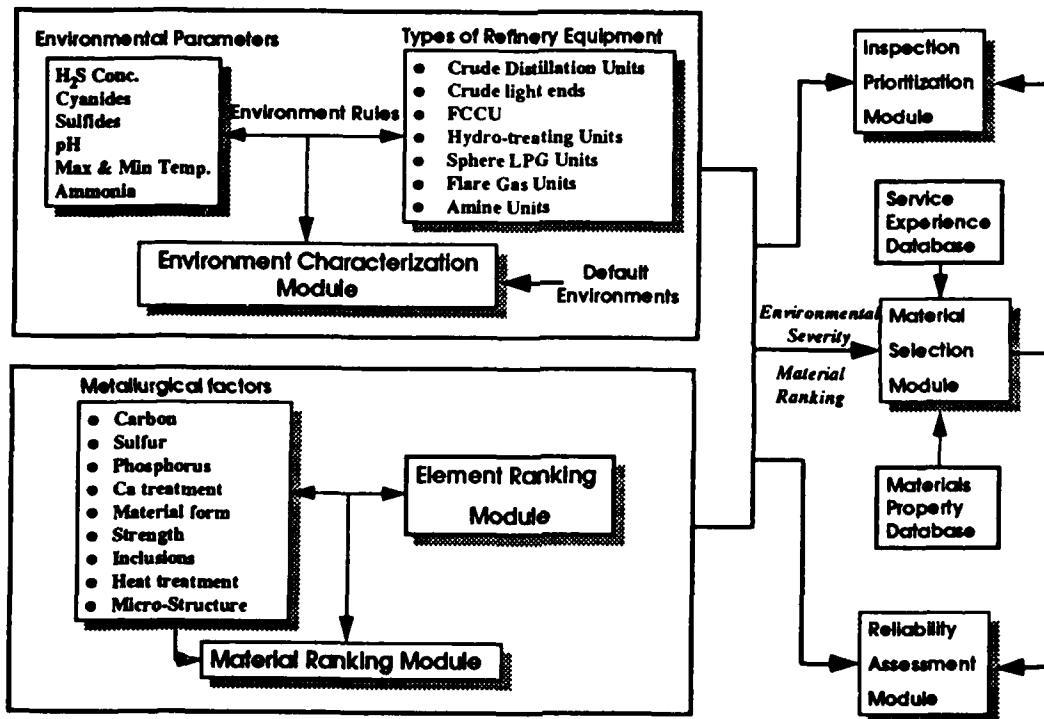 Environmental Parameters
H2S Conc.
Cyanides
Sulfides
pH
Max & Min Temp.
Ammonia
Environment Rules
Types of Refinery Equipment
Crude Distillation Units
Crude light ends
FCCU
Hydro-treating Units
Sphere LPG Units
Flare Gas Units
Amine Units
Environment Characterization
Module
Default
Environments
Metallurgical factors
Carbon
Sulfur
Phosphorus
Ca treatment
Material form
Strength
Inclusions
Heat treatment
Micro-Structure
Element Ranking
Module
Material Ranking Module
Environmental
Severity
Material
Ranking
Inspection
Prioritization
Module
Service
Experience
Database
Material
Selection
Module
Materials
Property
Database
Reliability
Assessment
Module